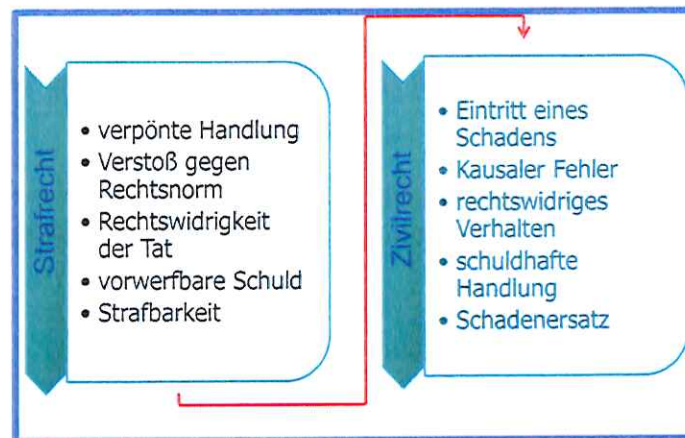 Strafrecht
• verpönte Handlung
• Verstoß gegen
Rechtsnorm
• Rechtswidrigkeit
der Tat
• vorwerfbare Schuld
• Strafbarkeit
Zivilrecht
• Eintritt eines
Schadens
• Kausaler Fehler
• rechtswidriges
Verhalten
• schuldhafte
Handlung
• Schadenersatz